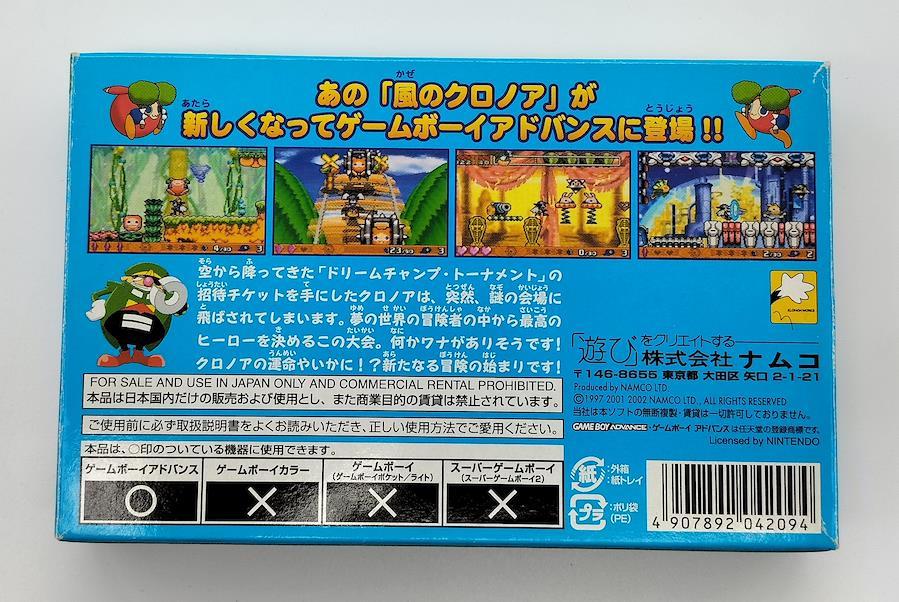 あの「風のクロノア」が
新しくなってゲームボーイアドバンスに登場!!
空から降ってきた「ドリームチャンプ・トーナメント」の
招待チケットを手にしたクロノアは、突然、謎の会場に
飛ばされてしまいます。夢の世界の冒険者の中から最高の
ヒーローを決めるこの大会。何かワナがありそうです!
クロノアの運命やいかに!?新たなる冒険の始まりです!
FOR SALE AND USE IN JAPAN ONLY AND COMMERCIAL RENTAL PROHIBITED.
本品は日本国内だけの販売および使用とし、また商業目的の賃貸は禁止されています。
ご使用前に必ず取扱説明書をよくお読みいただき、正しい使用方法でご愛用ください。
本品は、○印のついている機器に使用できます。
ゲームボーイアドバンス ゲームボーイカラー ゲームボーイ スーパーゲームボーイ
(ゲームボーイポケット/ライト) (スーパーゲームボーイ2)
○ × × ×
「遊び」をクリエイトする
株式会社ナムコ
〒146-8655 東京都 大田区 矢口 2-1-21
Produced by NAMCO LTD.
©1997 2001 2002 NAMCO LTD., ALL RIGHTS RESERVED
当社は本ソフトの無断複製・賃貸は一切許可しておりません。
GAME BOY ADVANCE・ゲームボーイ アドバンスは任天堂の登録商標です。
Licensed by NINTENDO
紙 :外箱
:紙トレイ
プラ :ポリ袋
(PE)
4 907892 042094